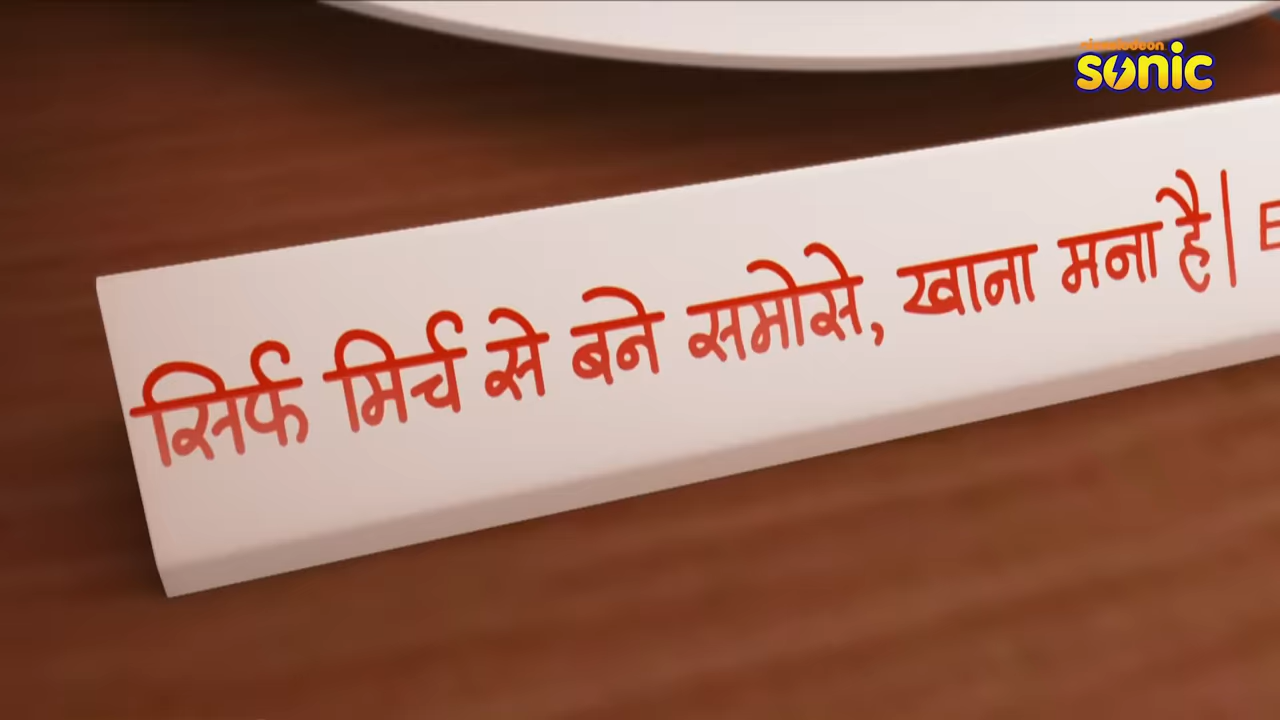 nickelodeon
sonic
सिर्फ मिर्च से बने समोसे, खाना मना है| E